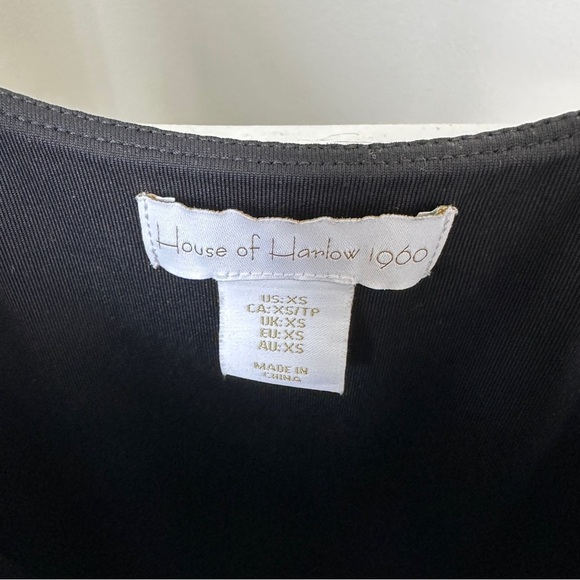 House of Harlow 1960
US:XS
CA:XS/TP
UK:XS
EU:XS
AU:XS
MADE IN
CHINA